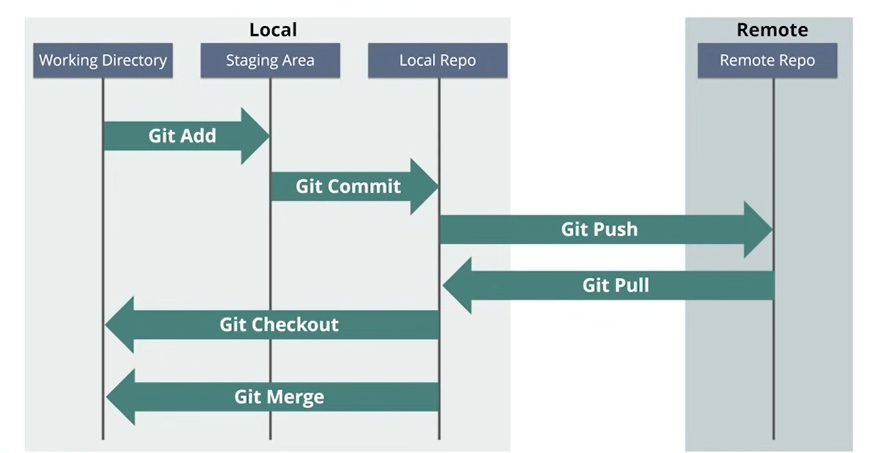 Local
Remote
Working Directory
Staging Area
Local Repo
Remote Repo
Git Add
Git Commit
Git Push
Git Pull
Git Checkout
Git Merge